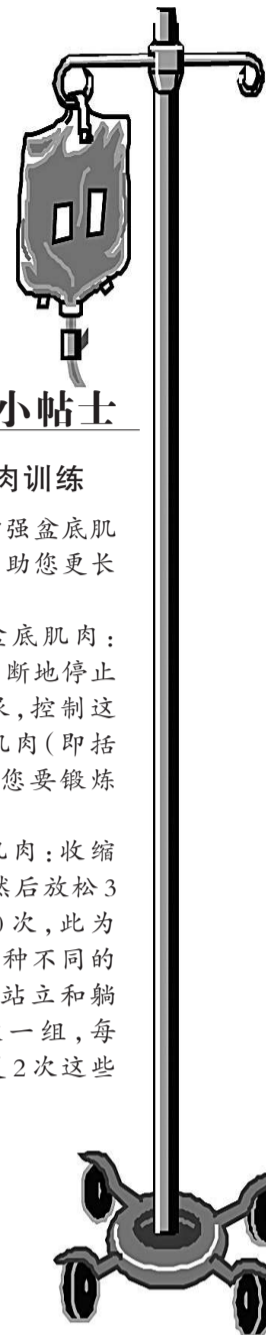 小帖士
肉训练
强盆底肌
助您更长
底肌肉：
断地停止
，控制这
肌肉（即括
您要锻炼
肌肉：收缩
然后放松3
0次，此为
种不同的
站立和躺
一组，每
2次这些